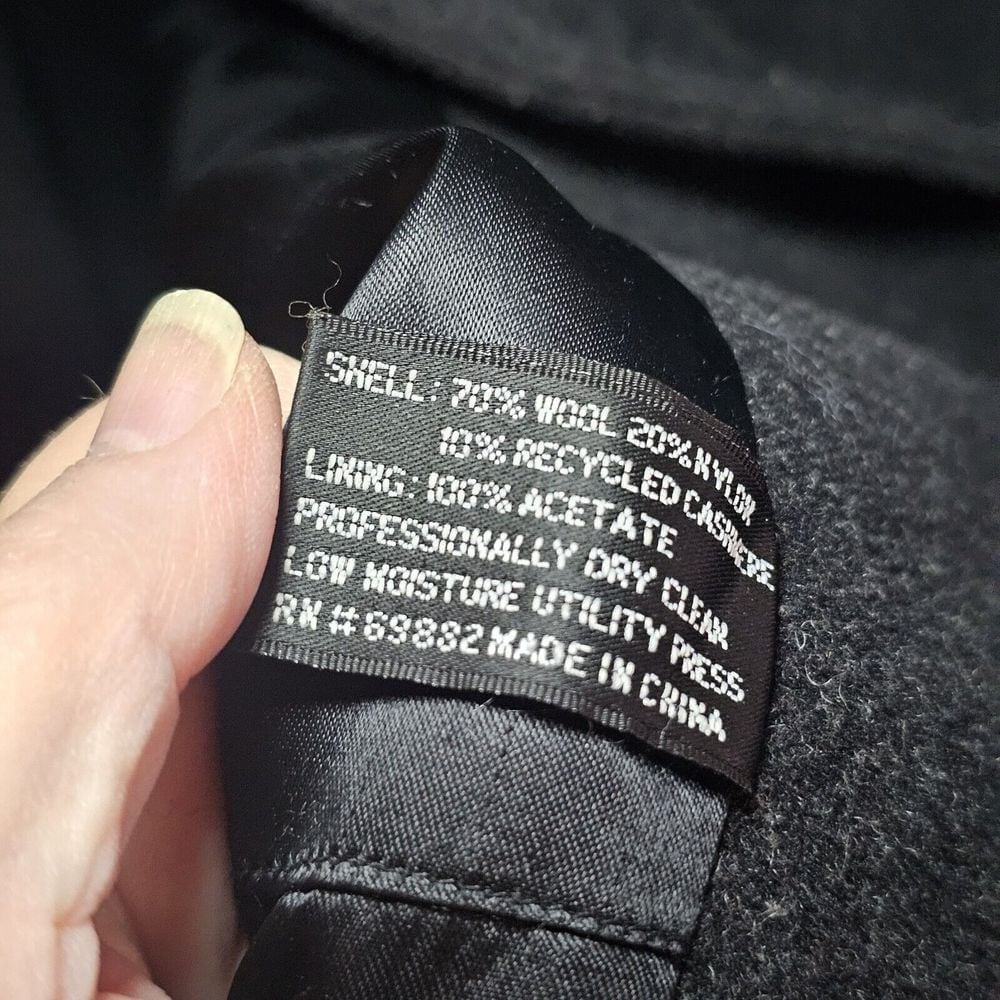 SHELL: 70% WOOL 20% NYLON
10% RECYCLED CASHMERE
LINING: 100% ACETATE
PROFESSIONALLY DRY CLEAN
LOW MOISTURE UTILITY PRESS
RN # 69882 MADE IN CHINA